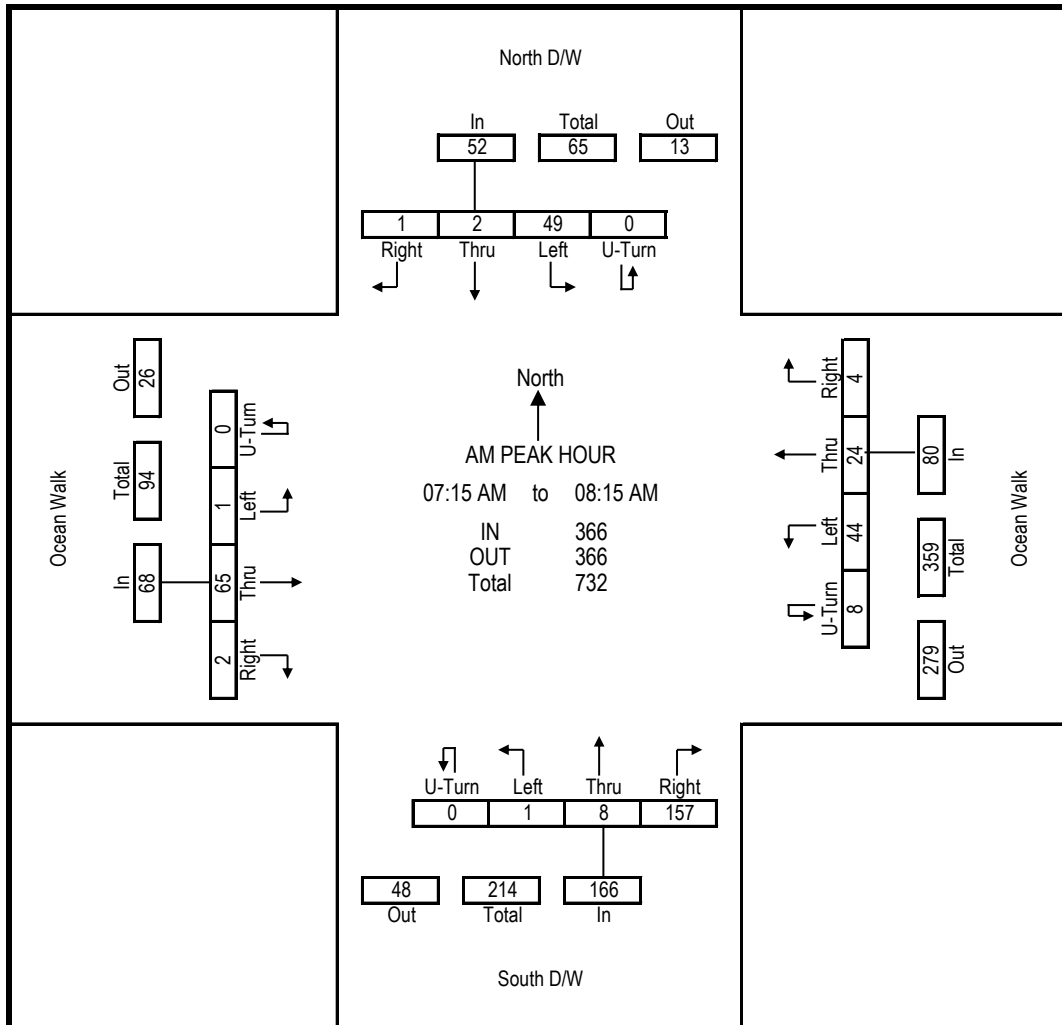 North D/W
In Total Out
52 65 13
1 2 49 0
Right Thru Left U-Turn
Ocean Walk
Out 26
Total 94
In 68
0 U-Turn
1 Left
65 Thru
2 Right
North
AM PEAK HOUR
07:15 AM to 08:15 AM
IN 366
OUT 366
Total 732
Right 4
Thru 24
Left 44
U-Turn 8
80 In
359 Total
279 Out
Ocean Walk
U-Turn Left Thru Right
0 1 8 157
48 214 166
Out Total In
South D/W